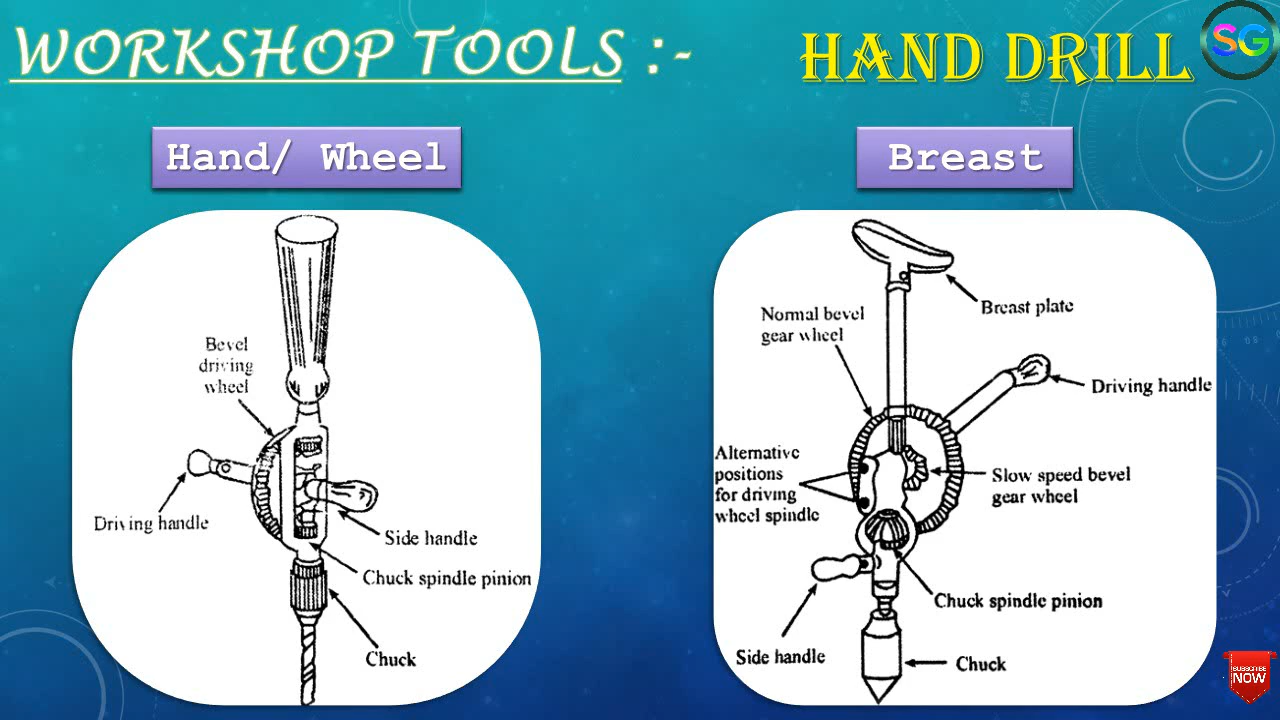 WORKSHOP TOOLS :-
HAND DRILL
SG
Hand/ Wheel
Breast
Bevel
driving
wheel
Driving handle
Side handle
Chuck spindle pinion
Chuck
Breast plate
Normal bevel
gear wheel
Driving handle
Alternative
positions
for driving
wheel spindle
Slow speed bevel
gear wheel
Chuck spindle pinion
Side handle
Chuck
SUBSCRIBE
NOW